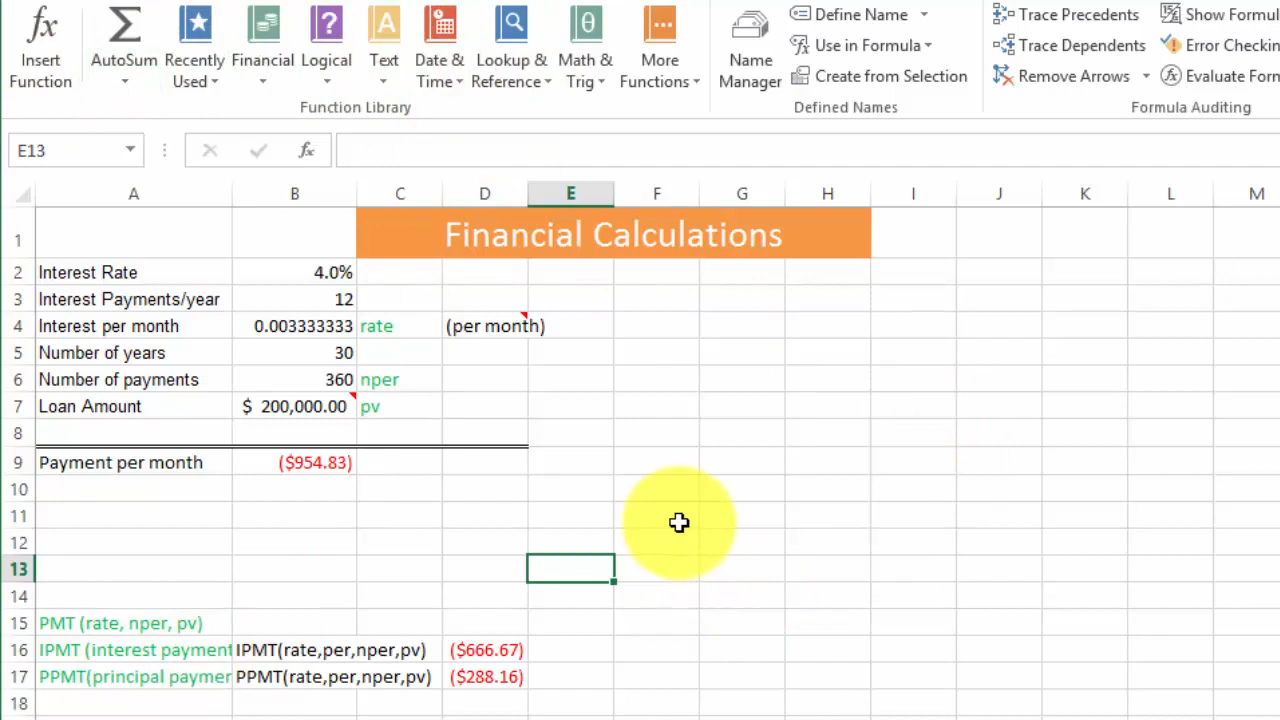 fx Σ ? A θ ...
Insert Function
AutoSum
Recently Used
Financial
Logical
Text
Date & Time
Lookup & Reference
Math & Trig
More Functions
Name Manager
Define Name
Use in Formula
Create from Selection
Trace Precedents
Trace Dependents
Remove Arrows
Show
Error
Evaluate
Function Library
Defined Names
Formula Auditing
E13 fx
A B C D E F G H I J K L M
1 Financial Calculations
2 Interest Rate 4.0%
3 Interest Payments/year 12
4 Interest per month 0.003333333 rate (per month)
5 Number of years 30
6 Number of payments 360 nper
7 Loan Amount $ 200,000.00 pv
8
9 Payment per month ($954.83)
10
11
12
13
14
15 PMT (rate, nper, pv)
16 IPMT (interest payment IPMT(rate,per,nper,pv) ($666.67)
17 PPMT(principal paymer PPMT(rate,per,nper,pv) ($288.16)
18